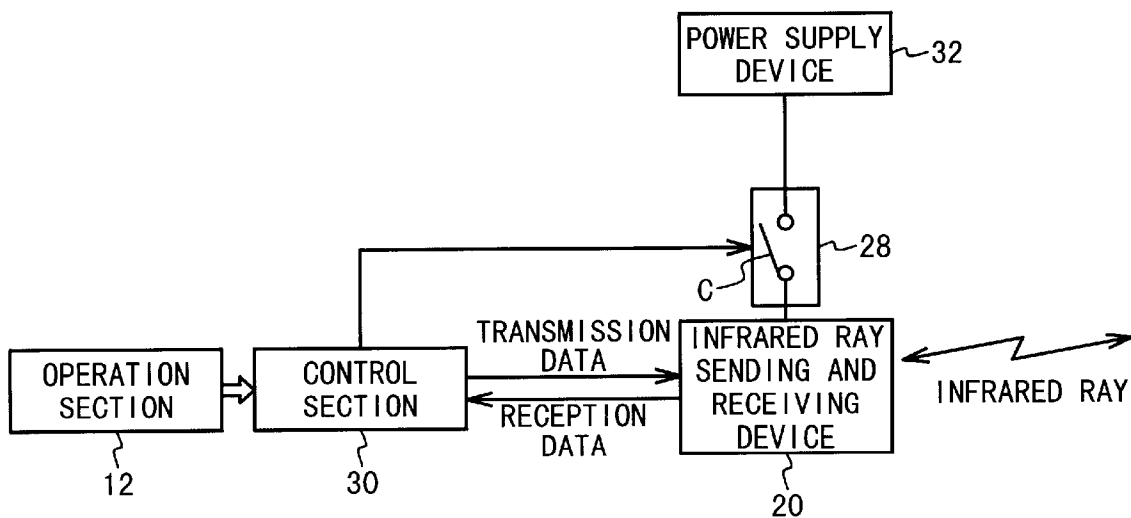 POWER SUPPLY
DEVICE
32
28
C
TRANSMISSION
DATA
INFRARED RAY
SENDING AND
RECEIVING
DEVICE
OPERATION
SECTION
CONTROL
SECTION
RECEPTION
DATA
INFRARED RAY
12
30
20